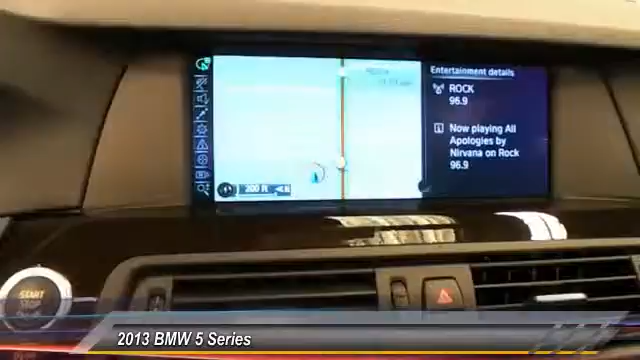 Entertainment details
ROCK
96.9
Now playing All
Apologies by
Nirvana on Rock
96.9
200 FT
N
START
2013 BMW 5 Series